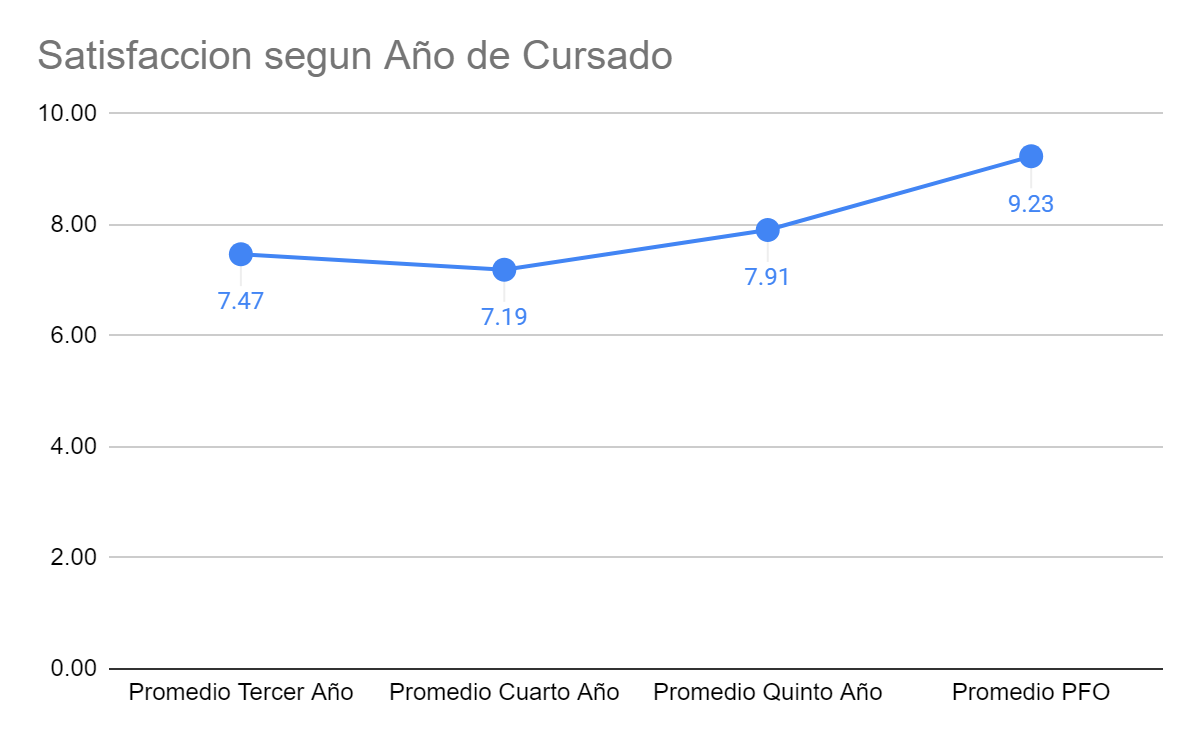 Satisfaccion segun Año de Cursado
10.00
8.00
6.00
4.00
2.00
0.00
7.47
7.19
7.91
9.23
Promedio Tercer Año
Promedio Cuarto Año
Promedio Quinto Año
Promedio PFO